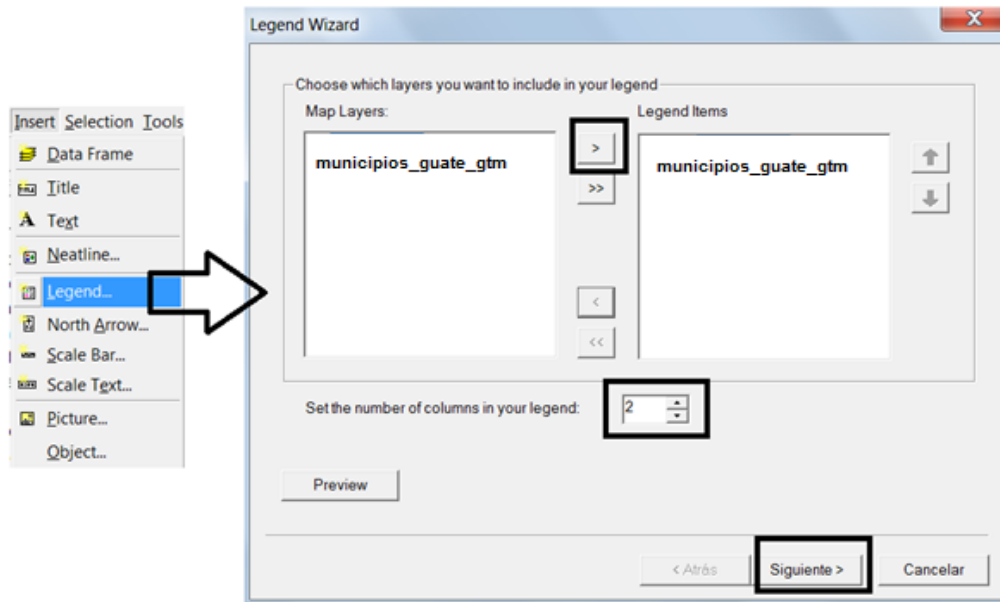 Insert Selection Tools
Data Frame
Title
Text
Neatline...
Legend...
North Arrow...
Scale Bar...
Scale Text...
Picture...
Object...
Legend Wizard
X
Choose which layers you want to include in your legend
Map Layers:
Legend Items
municipios_guate_gtm
>
municipios_guate_gtm
>>
<
<<
Set the number of columns in your legend:
2
Preview
< Atrás
Siguiente >
Cancelar